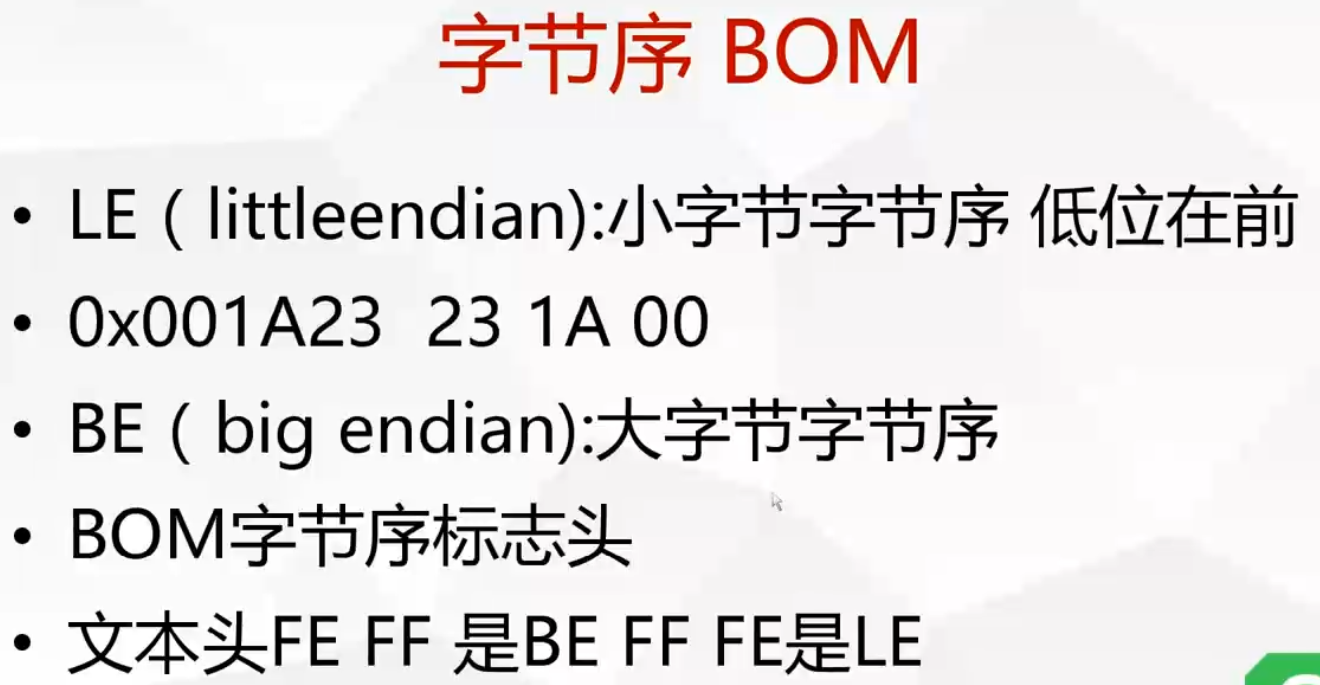 字节序 BOM
• LE ( littleendian):小字节字节序 低位在前
• 0x001A23 23 1A 00
• BE ( big endian):大字节字节序
• BOM字节序标志头
• 文本头FE FF 是BE FF FE是LE